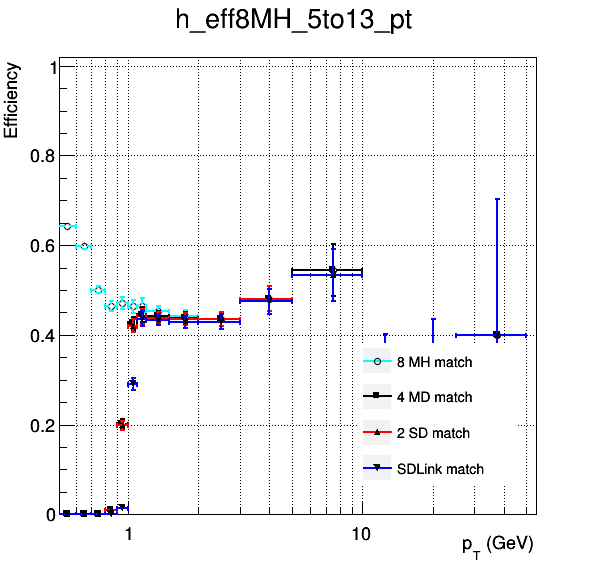 h_eff8MH_5to13_pt
Efficiency
1
0.8
0.6
0.4
0.2
0
8 MH match
4 MD match
2 SD match
SDLink match
1
10
p_T (GeV)